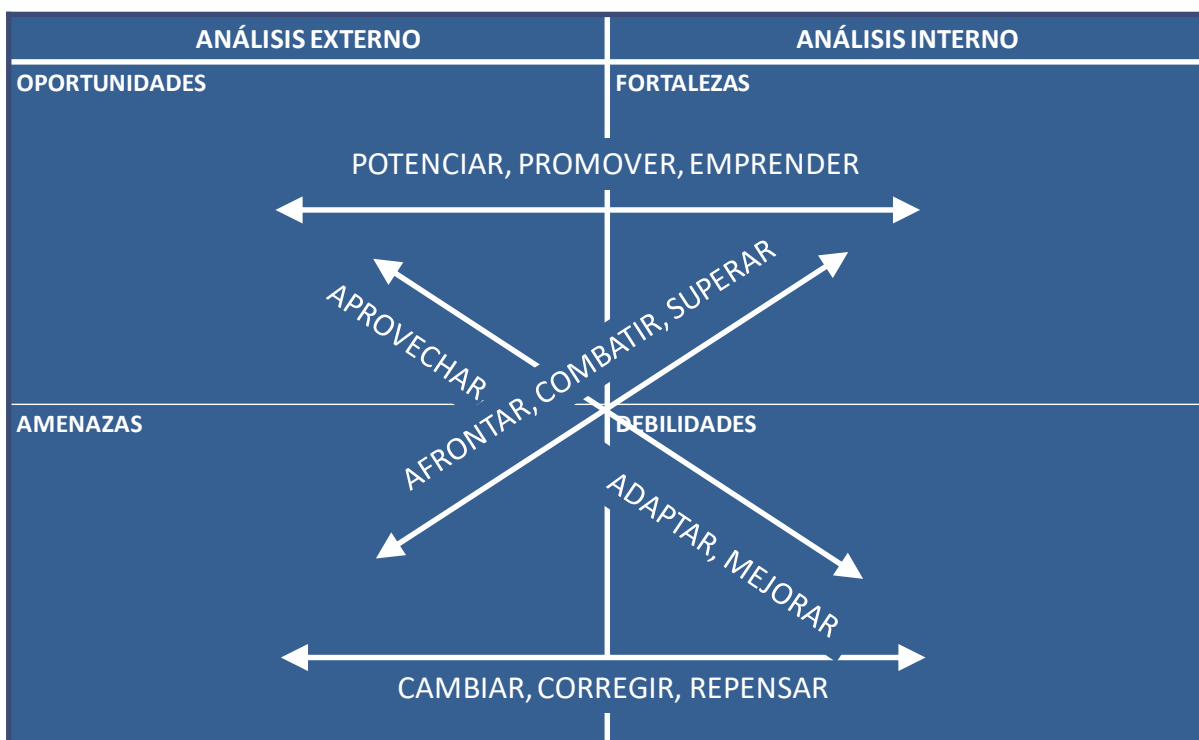 ANÁLISIS EXTERNO
ANÁLISIS INTERNO
OPORTUNIDADES
FORTALEZAS
POTENCIAR, PROMOVER, EMPRENDER
APROVECHAR
AFRONTAR, COMBATIR, SUPERAR
AMENAZAS
DEBILIDADES
ADAPTAR, MEJORAR
CAMBIAR, CORREGIR, REPENSAR